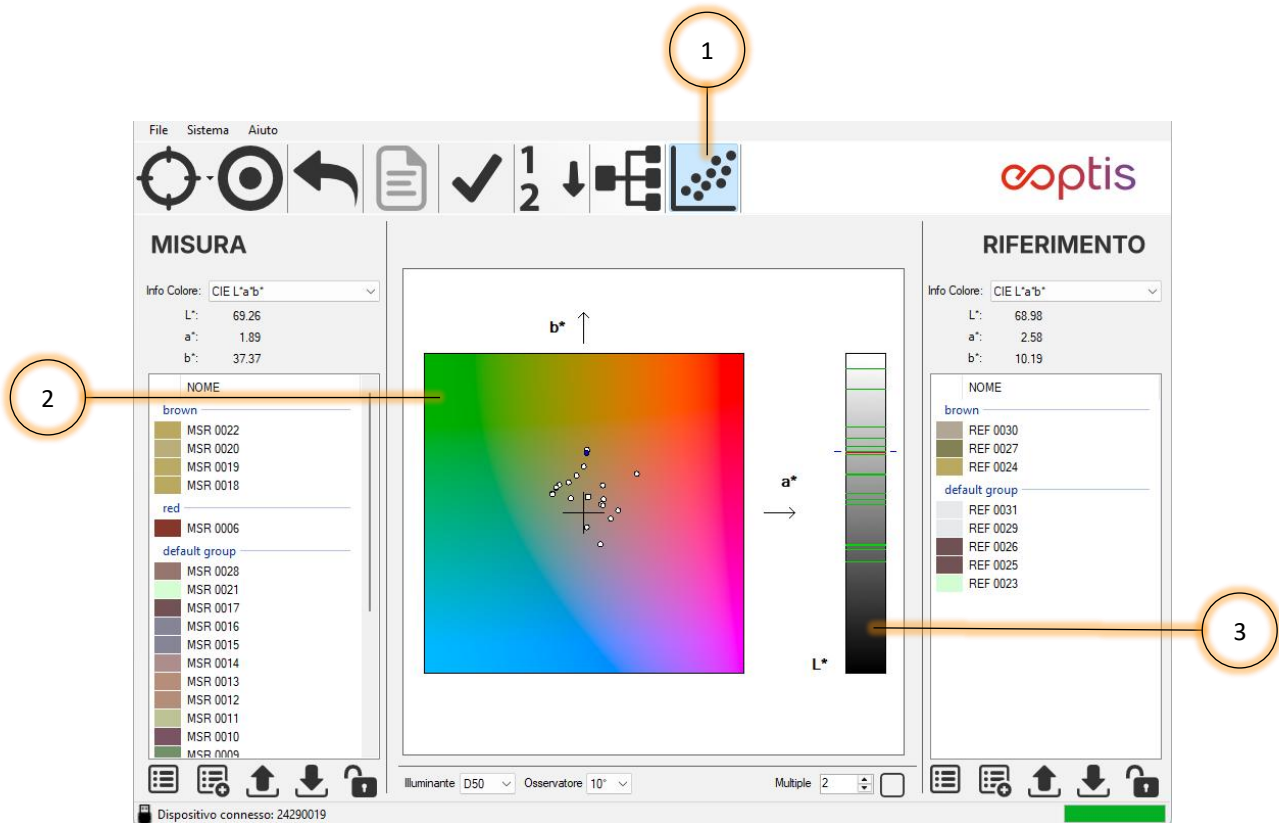 1
File Sistema Aiuto
1
2
eoptis
MISURA
RIFERIMENTO
Info Colore: CIE L*a*b*
L*: 69.26
a*: 1.89
b*: 37.37
NOME
brown
MSR 0022
MSR 0020
MSR 0019
MSR 0018
red
MSR 0006
default group
MSR 0028
MSR 0021
MSR 0017
MSR 0016
MSR 0015
MSR 0014
MSR 0013
MSR 0012
MSR 0011
MSR 0010
MSR 0009
2
b*
a*
L*
Illuminante D50 Osservatore 10° Multiple 2
Info Colore: CIE L*a*b*
L*: 68.98
a*: 2.58
b*: 10.19
NOME
brown
REF 0030
REF 0027
REF 0024
default group
REF 0031
REF 0029
REF 0026
REF 0025
REF 0023
3
Dispositivo connesso: 24290019